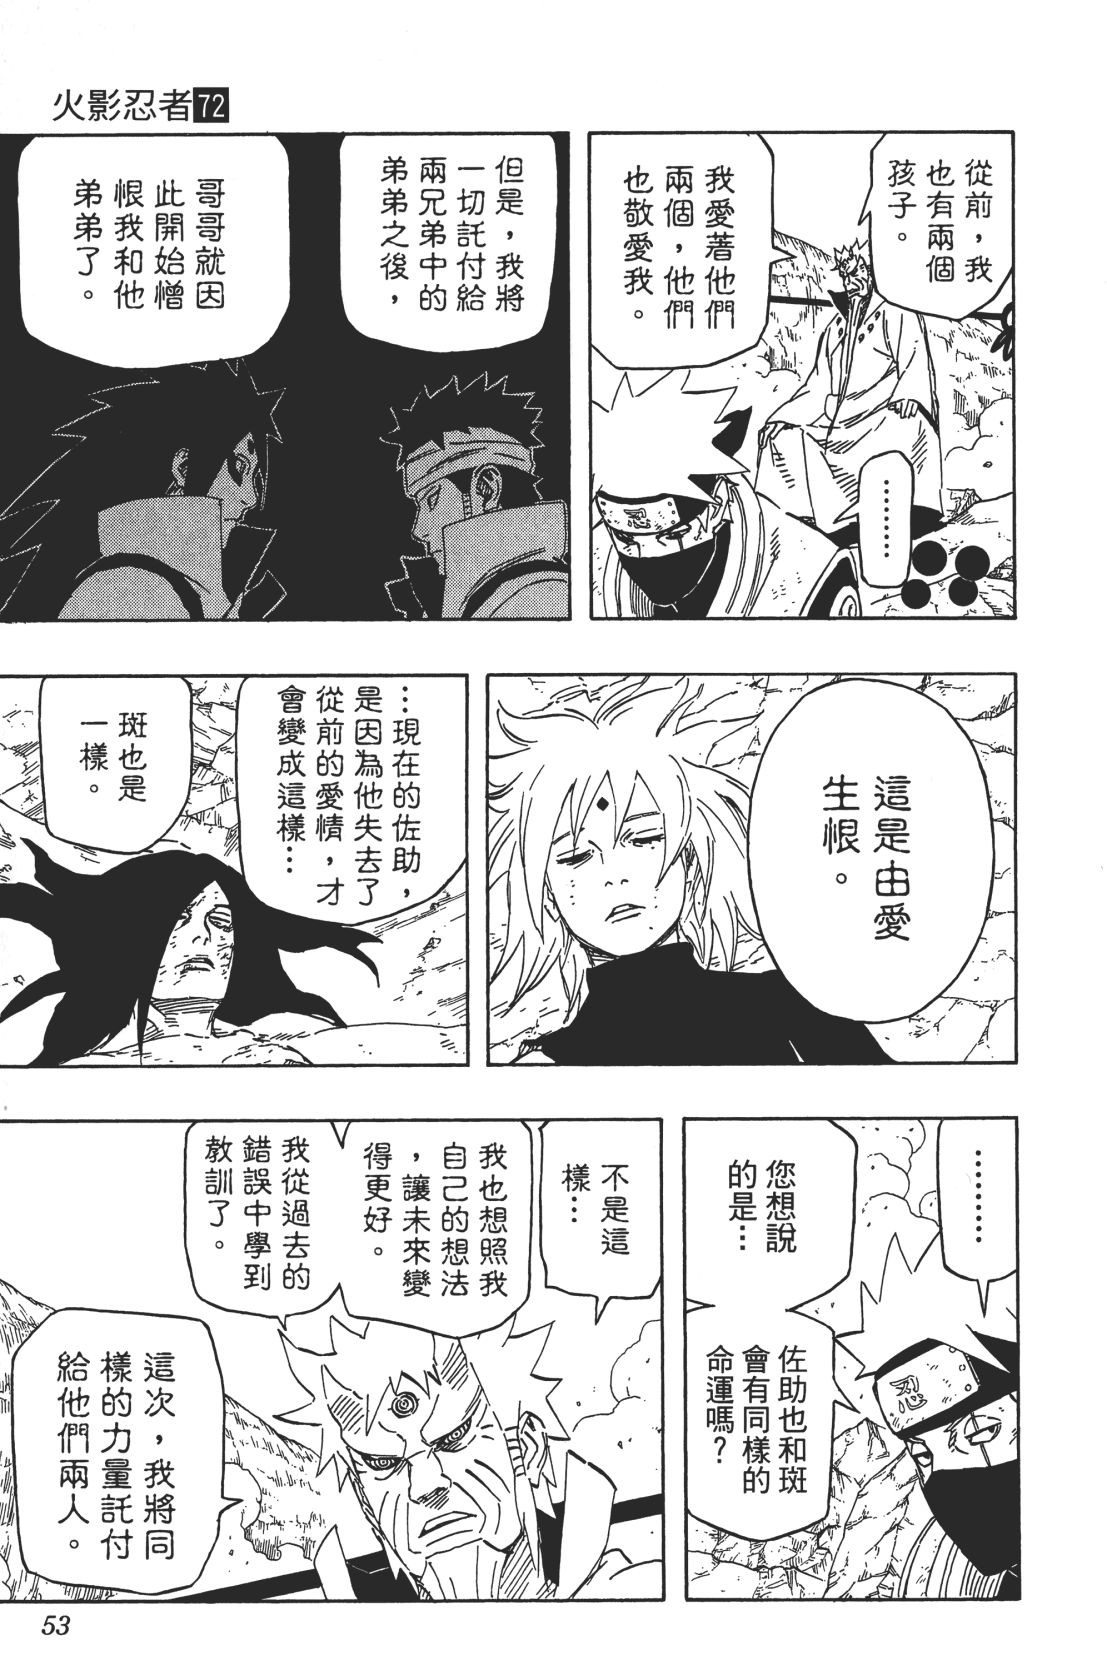 火影忍者72
從前，我
也有兩個
孩子。
我愛著他們
兩個，他們
也敬愛我。
………
但是，我將
一切託付給
兩兄弟中的
弟弟之後，
哥哥就因
此開始憎
恨我和他
弟弟了。
忍
這是由愛
生恨。
…現在的佐助，
是因為他失去了
從前的愛情，才
會變成這樣…
斑也是
一樣。
………
您想說
的是…
佐助也和斑
會有同樣的
命運嗎？
忍
不是這
樣…
我也想照我
自己的想法
，讓未來變
得更好。
我從過去的
錯誤中學到
教訓了。
這次，我將同
樣的力量託付
給他們兩人。
53